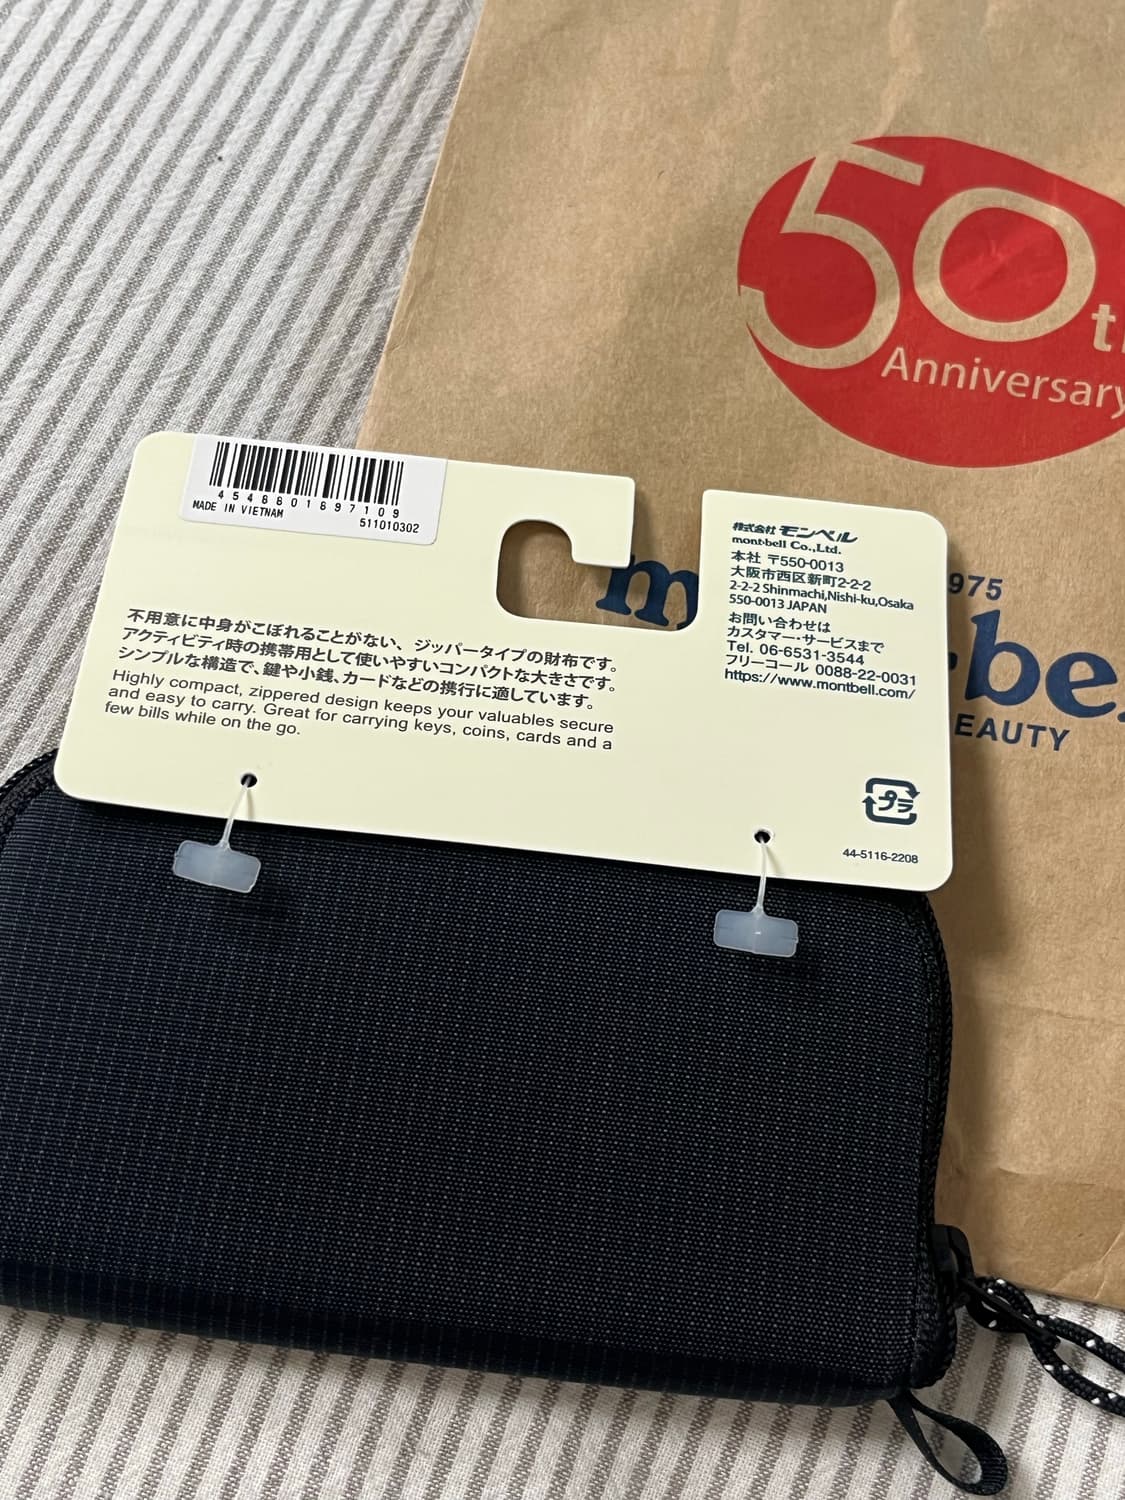 50t
Anniversary
4546601697109
MADE IN VIETNAM
511010302
株式会社 モンベル
mont-bell Co.,Ltd.
本社 〒550-0013
大阪市西区新町2-2-2
2-2-2 Shinmachi,Nishi-ku,Osaka
550-0013 JAPAN
お問い合わせは
カスタマー・サービスまで
Tel. 06-6531-3544
フリーコール 0088-22-0031
https://www.montbell.com/
不用意に中身がこぼれることがない、ジッパータイプの財布です。
アクティビティ時の携帯用として使いやすいコンパクトな大きさです。
シンプルな構造で、鍵や小銭、カードなどの携行に適しています。
Highly compact, zippered design keeps your valuables secure
and easy to carry. Great for carrying keys, coins, cards and a
few bills while on the go.
プラ
44-5116-2208
975
m
be
EAUTY